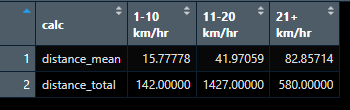 calc 1-10 km/hr 11-20 km/hr 21+ km/hr
1 distance_mean 15.77778 41.97059 82.85714
2 distance_total 142.00000 1427.00000 580.00000